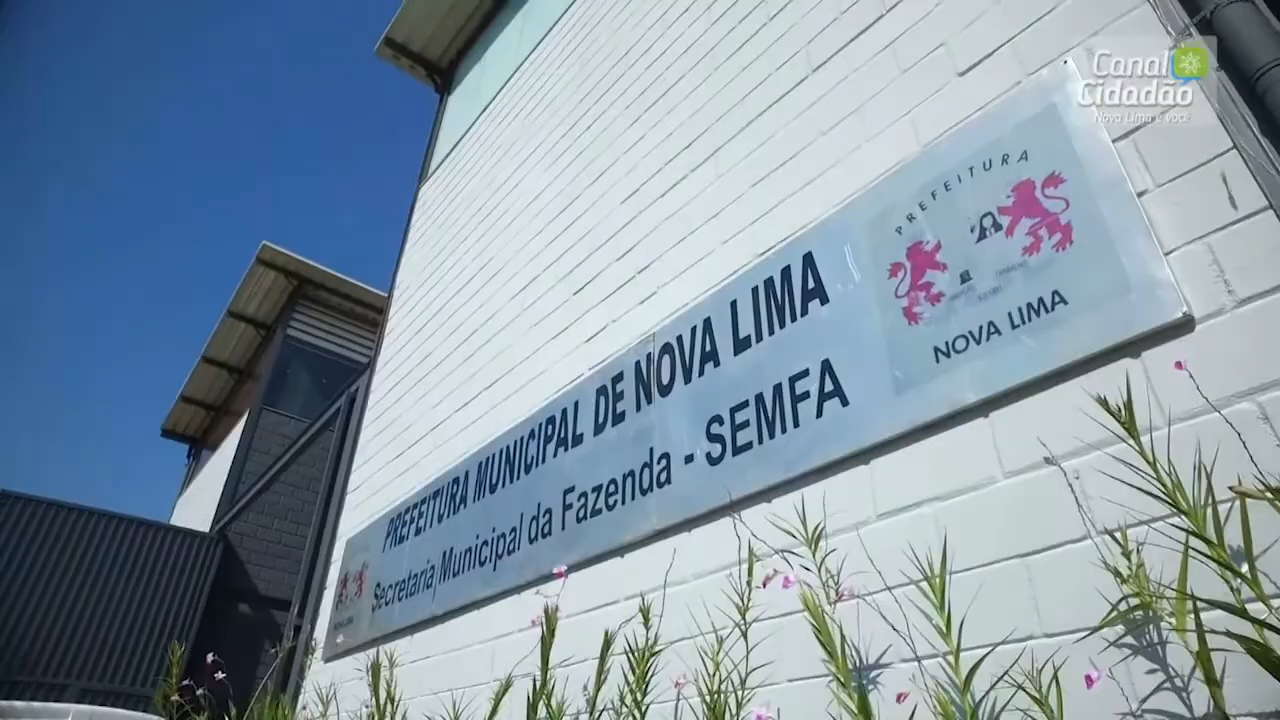 Canal
Cidadão
Nova Lima é você
PREFEITURA
NOVA LIMA
PREFEITURA MUNICIPAL DE NOVA LIMA
Secretaria Municipal da Fazenda - SEMFA